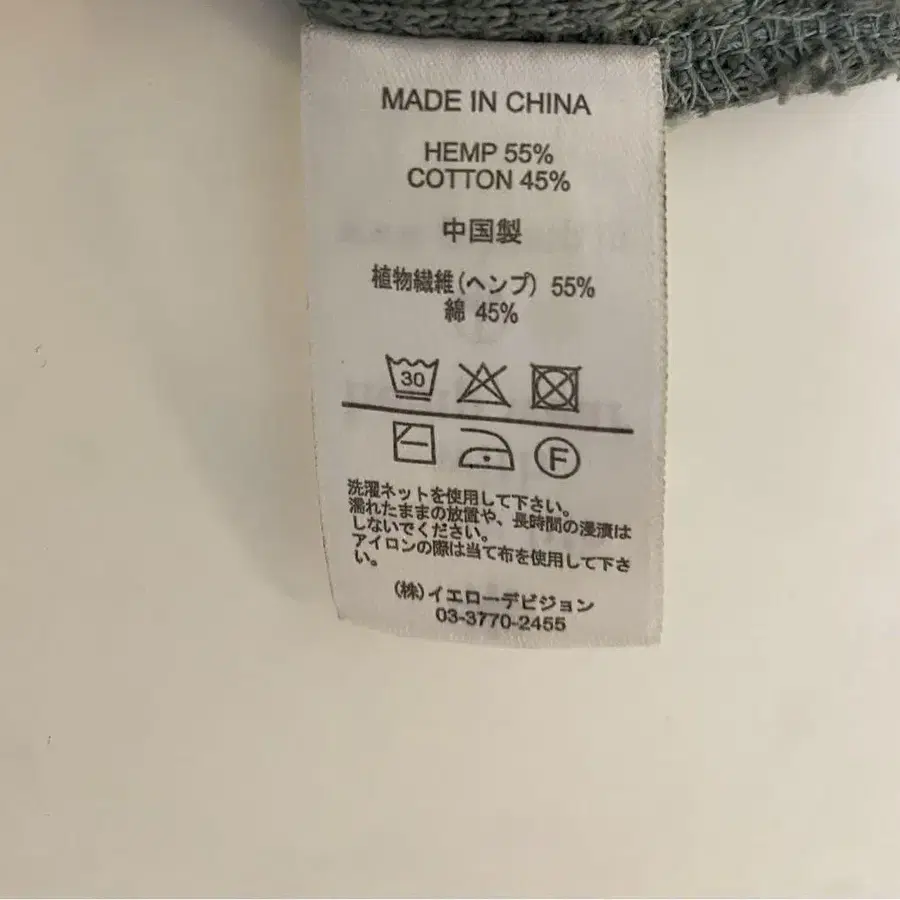 MADE IN CHINA
HEMP 55%
COTTON 45%
中国製
植物繊維(ヘンプ) 55%
綿 45%
30
F
洗濯ネットを使用して下さい。
濡れたままの放置や、長時間の浸漬は
しないでください。
アイロンの際は当て布を使用して下さ
い。
(株)イエローデビジョン
03-3770-2455